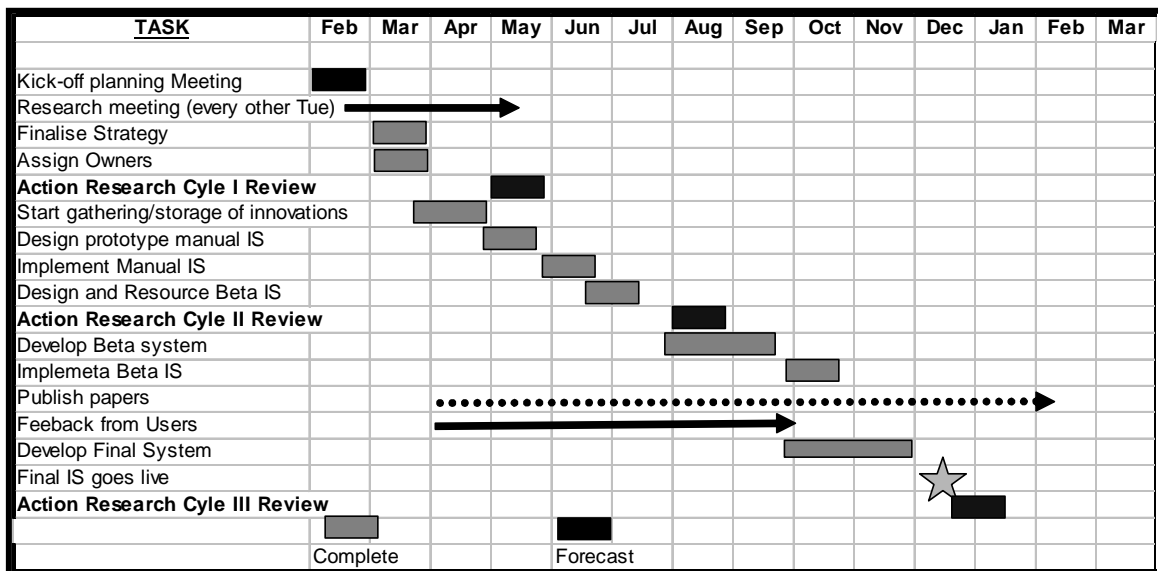 TASK Feb Mar Apr May Jun Jul Aug Sep Oct Nov Dec Jan Feb Mar
Kick-off planning Meeting
Research meeting (every other Tue)
Finalise Strategy
Assign Owners
Action Research Cyle I Review
Start gathering/storage of innovations
Design prototype manual IS
Implement Manual IS
Design and Resource Beta IS
Action Research Cyle II Review
Develop Beta system
Implemeta Beta IS
Publish papers
Feeback from Users
Develop Final System
Final IS goes live
Action Research Cyle III Review
Complete Forecast